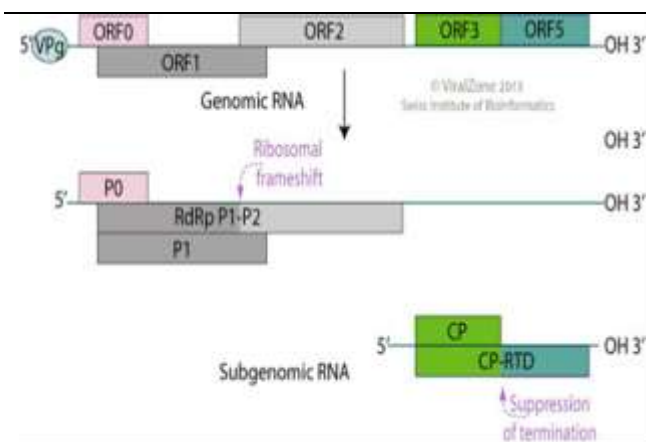 ORF0 ORF2 ORF3 ORF5
5' VPg OH 3'
ORF1
Genomic RNA
© ViralZone 2013
Swiss Institute of Bioinformatics
OH 3'
Ribosomal
frameshift
P0
5' OH 3'
RdRp P1-P2
P1
CP
5' OH 3'
CP-RTD
Subgenomic RNA
Suppression
of termination